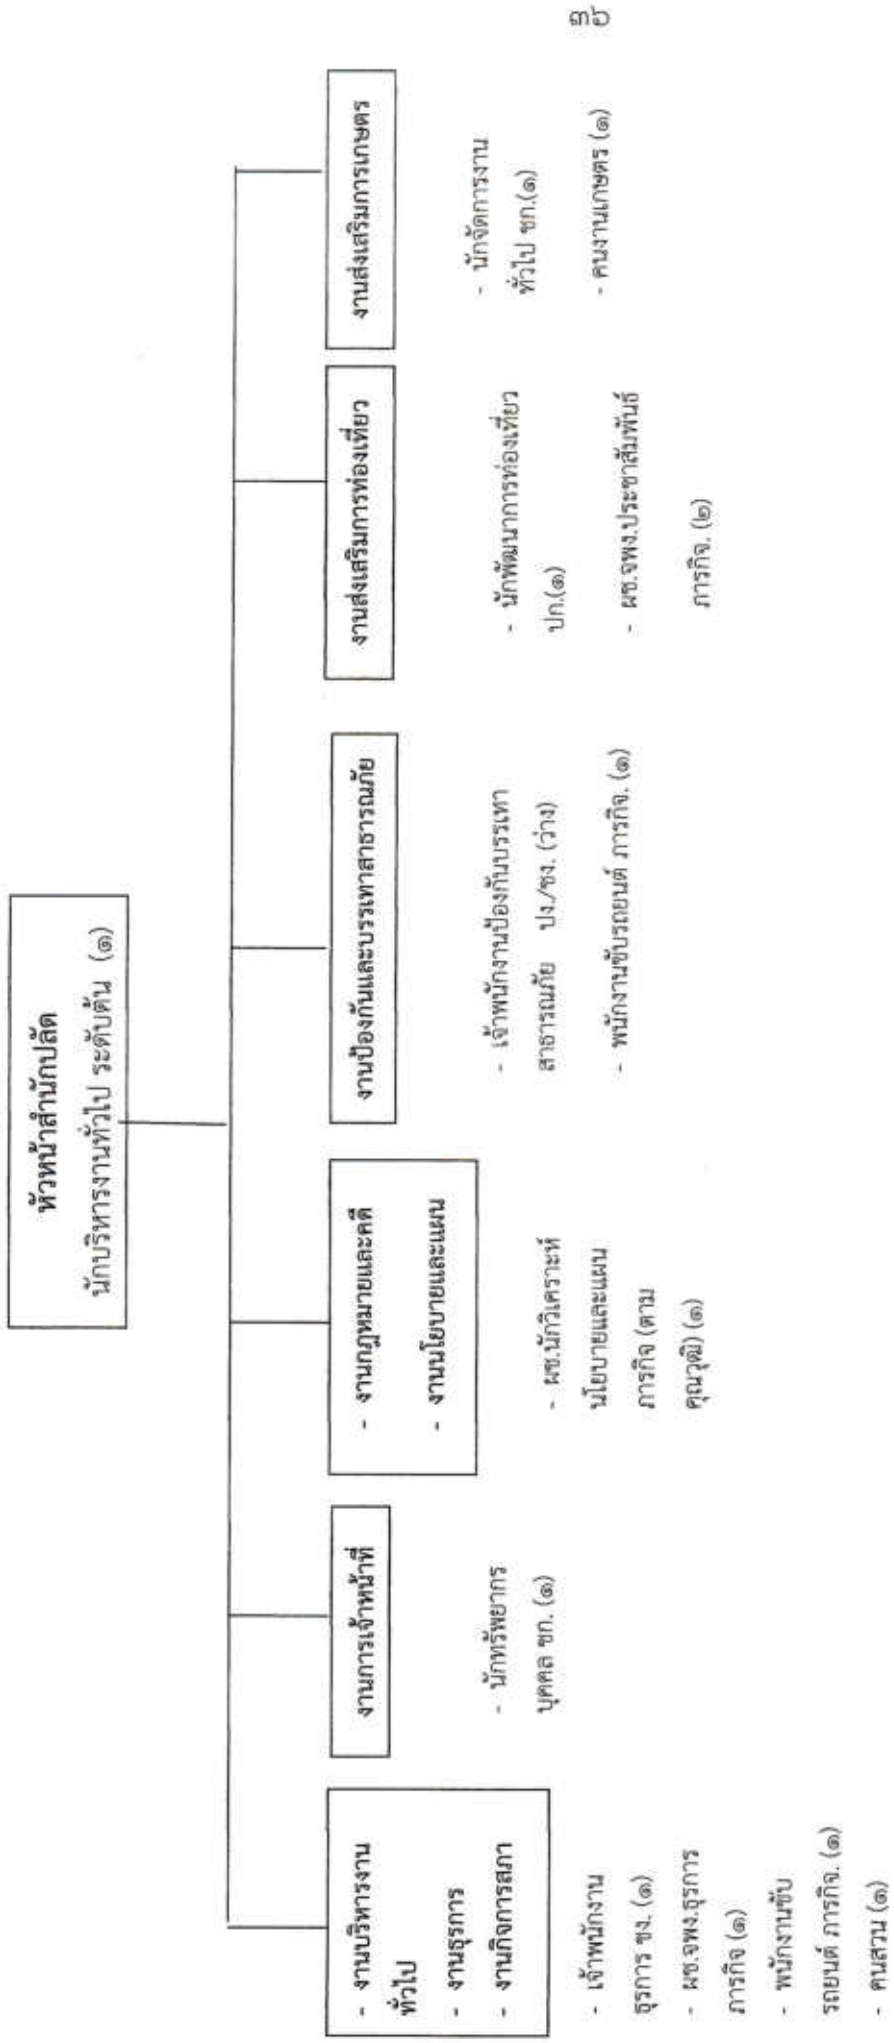 ๓๖
หัวหน้าสำนักปลัด
นักบริหารงานทั่วไป ระดับต้น (๑)
- งานบริหารงาน
ทั่วไป
- งานธุรการ
- งานกิจการสภา
- เจ้าพนักงาน
ธุรการ ชง. (๑)
- ผช.จพง.ธุรการ
ภารกิจ (๑)
- พนักงานขับ
รถยนต์ ภารกิจ. (๑)
- คนสวน (๑)
งานการเจ้าหน้าที่
- นักทรัพยากร
บุคคล ชก. (๑)
- งานกฎหมายและคดี
- งานนโยบายและแผน
- ผช.นักวิเคราะห์
นโยบายและแผน
ภารกิจ (ตาม
คุณวุฒิ) (๑)
งานป้องกันและบรรเทาสาธารณภัย
- เจ้าพนักงานป้องกันบรรเทา
สาธารณภัย ปง./ชง. (ว่าง)
- พนักงานขับรถยนต์ ภารกิจ. (๑)
งานส่งเสริมการท่องเที่ยว
- นักพัฒนาการท่องเที่ยว
ปก.(๑)
- ผช.จพง.ประชาสัมพันธ์
ภารกิจ. (๒)
งานส่งเสริมการเกษตร
- นักจัดการงาน
ทั่วไป ชก.(๑)
- คนงานเกษตร (๑)